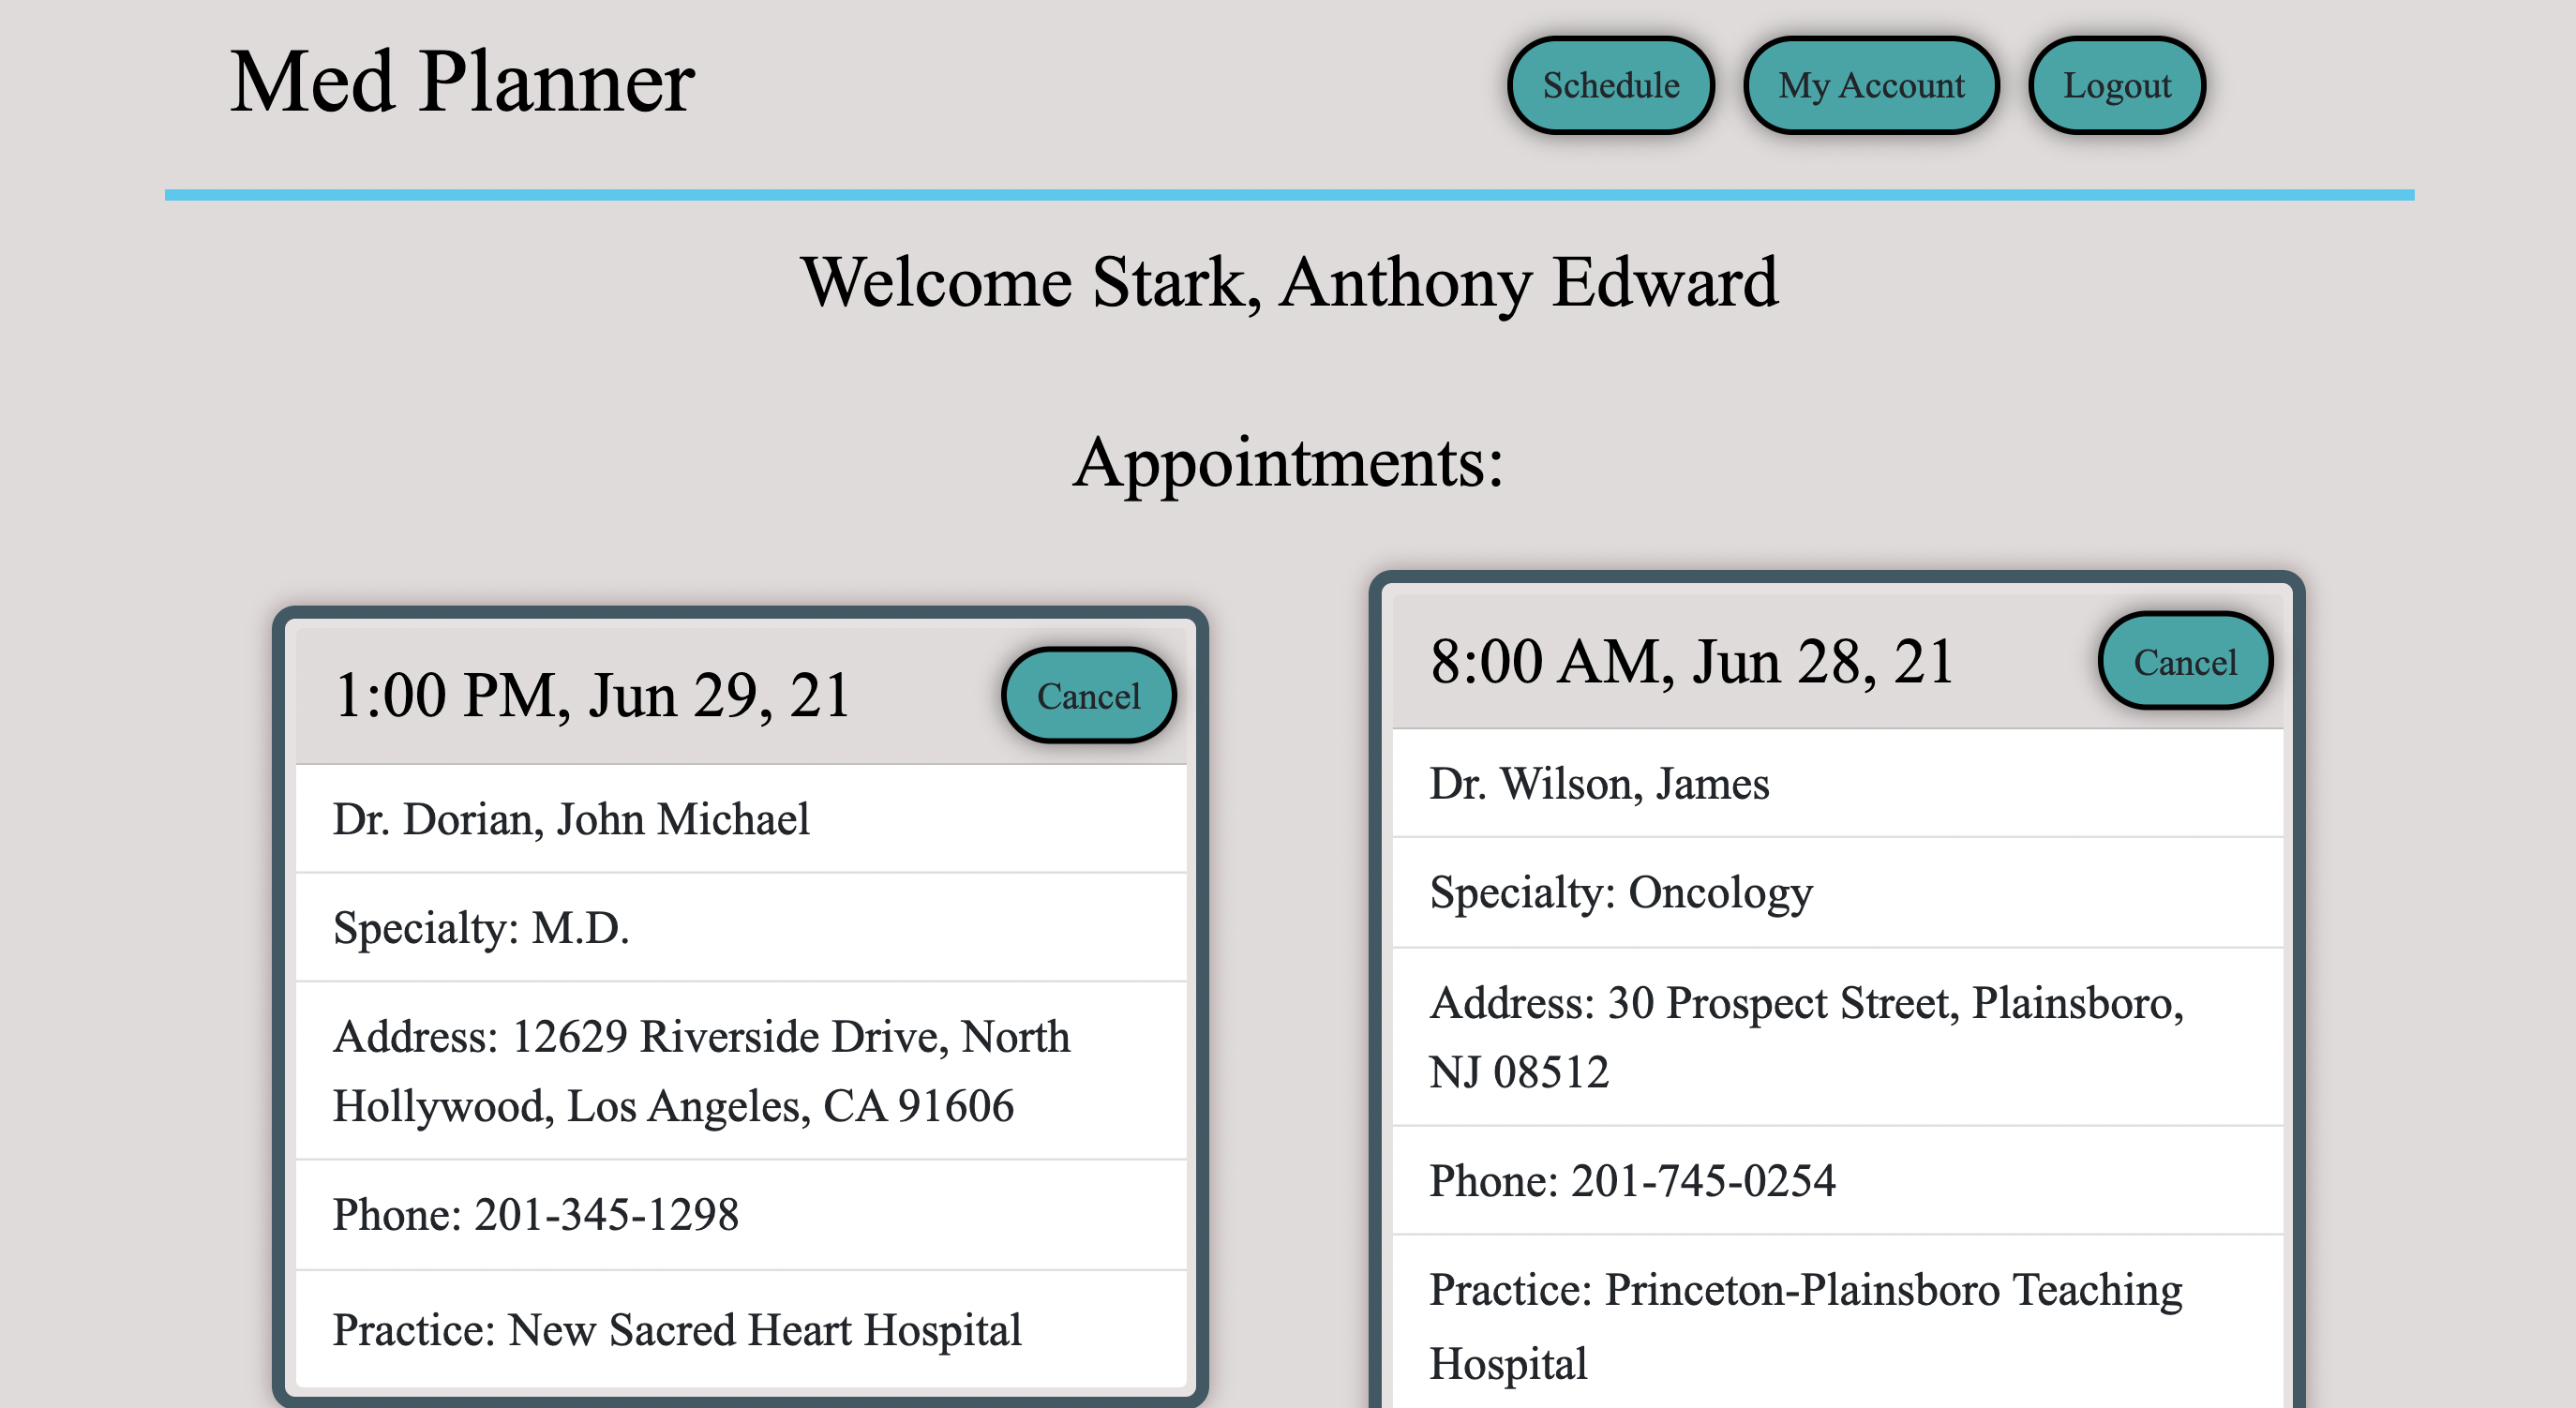 Med Planner
Schedule
My Account
Logout
Welcome Stark, Anthony Edward
Appointments:
1:00 PM, Jun 29, 21
Cancel
Dr. Dorian, John Michael
Specialty: M.D.
Address: 12629 Riverside Drive, North
Hollywood, Los Angeles, CA 91606
Phone: 201-345-1298
Practice: New Sacred Heart Hospital
8:00 AM, Jun 28, 21
Cancel
Dr. Wilson, James
Specialty: Oncology
Address: 30 Prospect Street, Plainsboro,
NJ 08512
Phone: 201-745-0254
Practice: Princeton-Plainsboro Teaching
Hospital